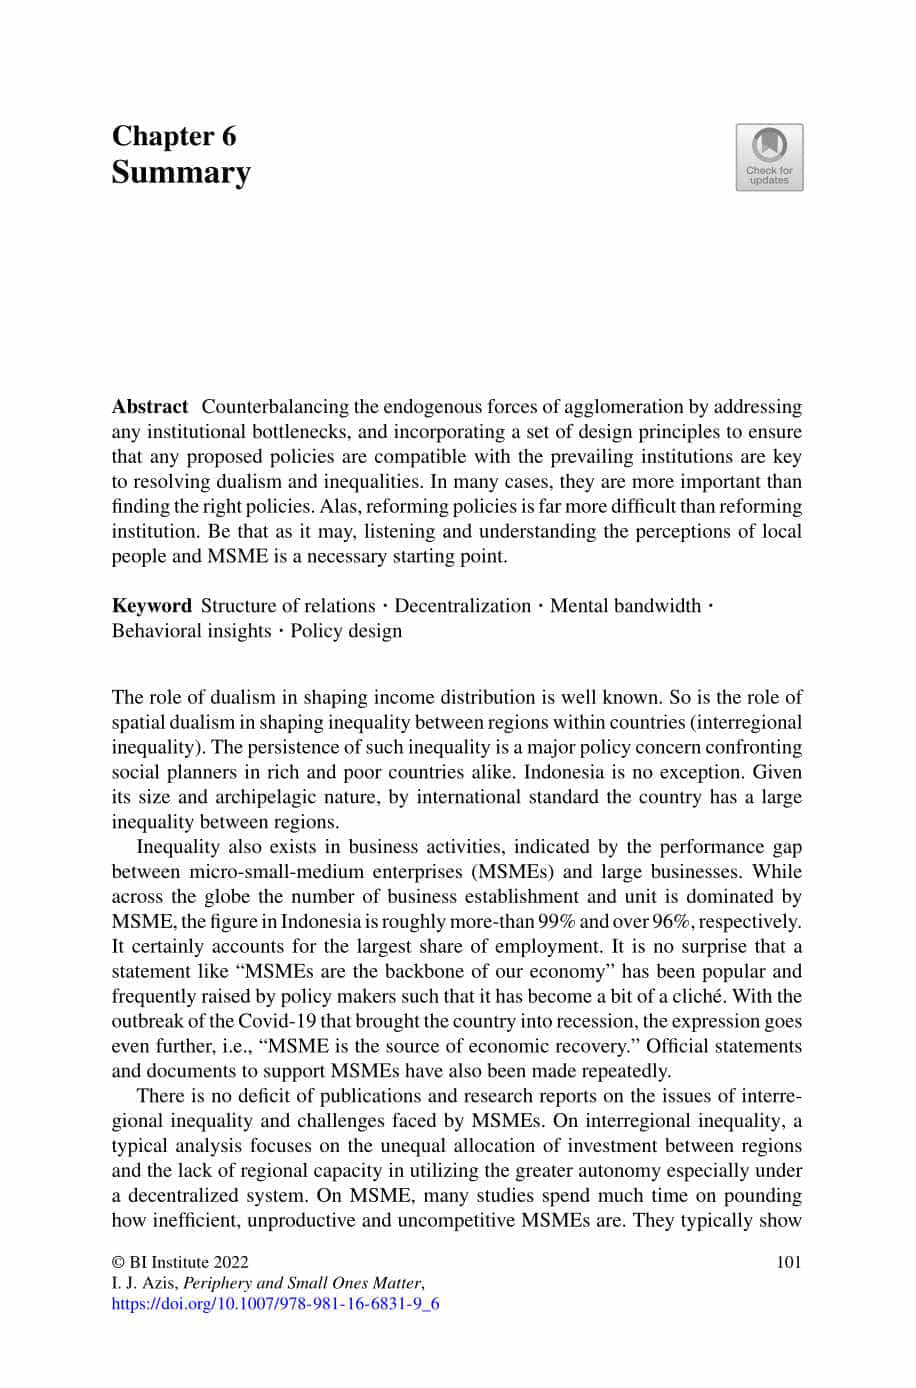 Chapter 6
Summary
Check for
updates
Abstract Counterbalancing the endogenous forces of agglomeration by addressing
any institutional bottlenecks, and incorporating a set of design principles to ensure
that any proposed policies are compatible with the prevailing institutions are key
to resolving dualism and inequalities. In many cases, they are more important than
finding the right policies. Alas, reforming policies is far more difficult than reforming
institution. Be that as it may, listening and understanding the perceptions of local
people and MSME is a necessary starting point.
Keyword Structure of relations · Decentralization · Mental bandwidth ·
Behavioral insights · Policy design
The role of dualism in shaping income distribution is well known. So is the role of
spatial dualism in shaping inequality between regions within countries (interregional
inequality). The persistence of such inequality is a major policy concern confronting
social planners in rich and poor countries alike. Indonesia is no exception. Given
its size and archipelagic nature, by international standard the country has a large
inequality between regions.
Inequality also exists in business activities, indicated by the performance gap
between micro-small-medium enterprises (MSMEs) and large businesses. While
across the globe the number of business establishment and unit is dominated by
MSME, the figure in Indonesia is roughly more-than 99% and over 96%, respectively.
It certainly accounts for the largest share of employment. It is no surprise that a
statement like “MSMEs are the backbone of our economy” has been popular and
frequently raised by policy makers such that it has become a bit of a cliché. With the
outbreak of the Covid-19 that brought the country into recession, the expression goes
even further, i.e., “MSME is the source of economic recovery.” Official statements
and documents to support MSMEs have also been made repeatedly.
There is no deficit of publications and research reports on the issues of interre-
gional inequality and challenges faced by MSMEs. On interregional inequality, a
typical analysis focuses on the unequal allocation of investment between regions
and the lack of regional capacity in utilizing the greater autonomy especially under
a decentralized system. On MSME, many studies spend much time on pounding
how inefficient, unproductive and uncompetitive MSMEs are. They typically show
© BI Institute 2022 101
I. J. Azis, Periphery and Small Ones Matter,
https://doi.org/10.1007/978-981-16-6831-9_6